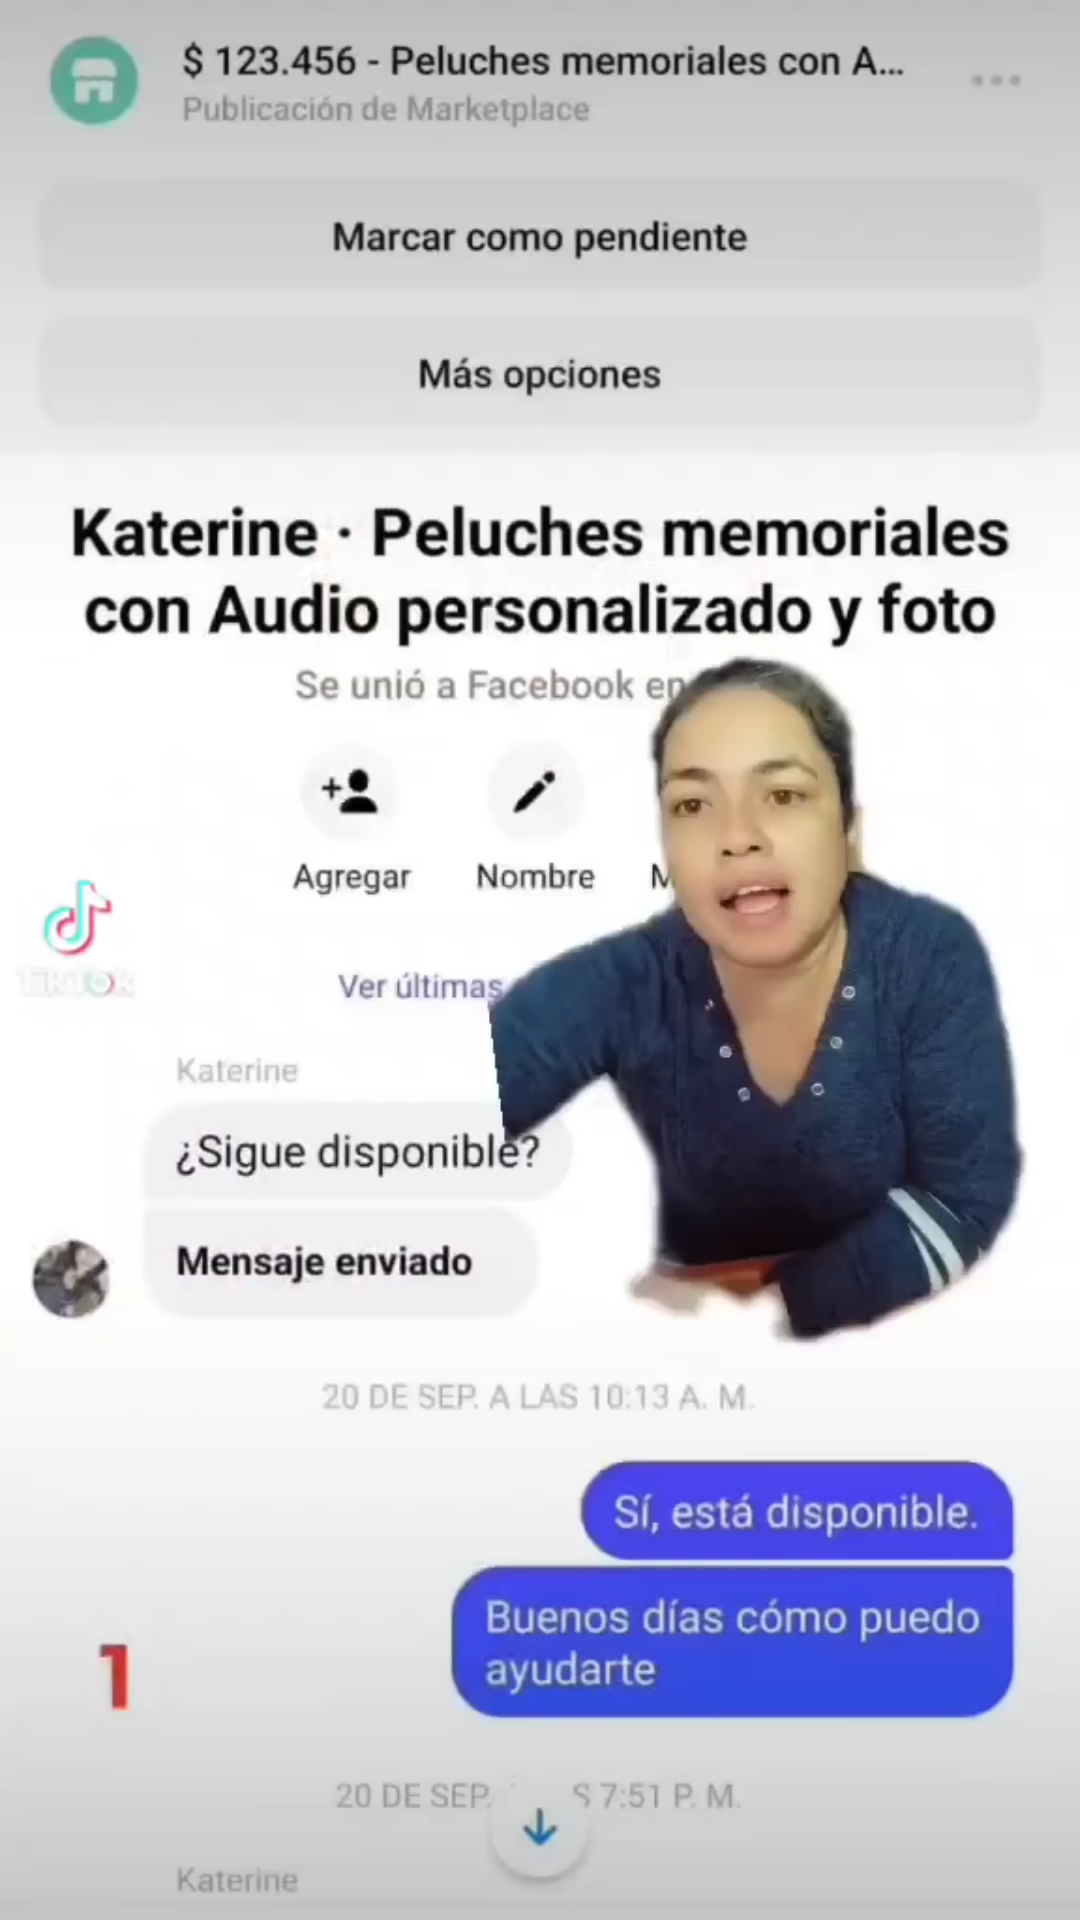 $ 123.456 - Peluches memoriales con A...
Publicación de Marketplace
Marcar como pendiente
Más opciones
Katerine · Peluches memoriales
con Audio personalizado y foto
Se unió a Facebook en
Agregar
Nombre
M
Ver últimas
TIKTOK
Katerine
¿Sigue disponible?
Mensaje enviado
20 DE SEP. A LAS 10:13 A. M.
Sí, está disponible.
Buenos días cómo puedo
ayudarte
1
20 DE SEP. S 7:51 P. M.
Katerine